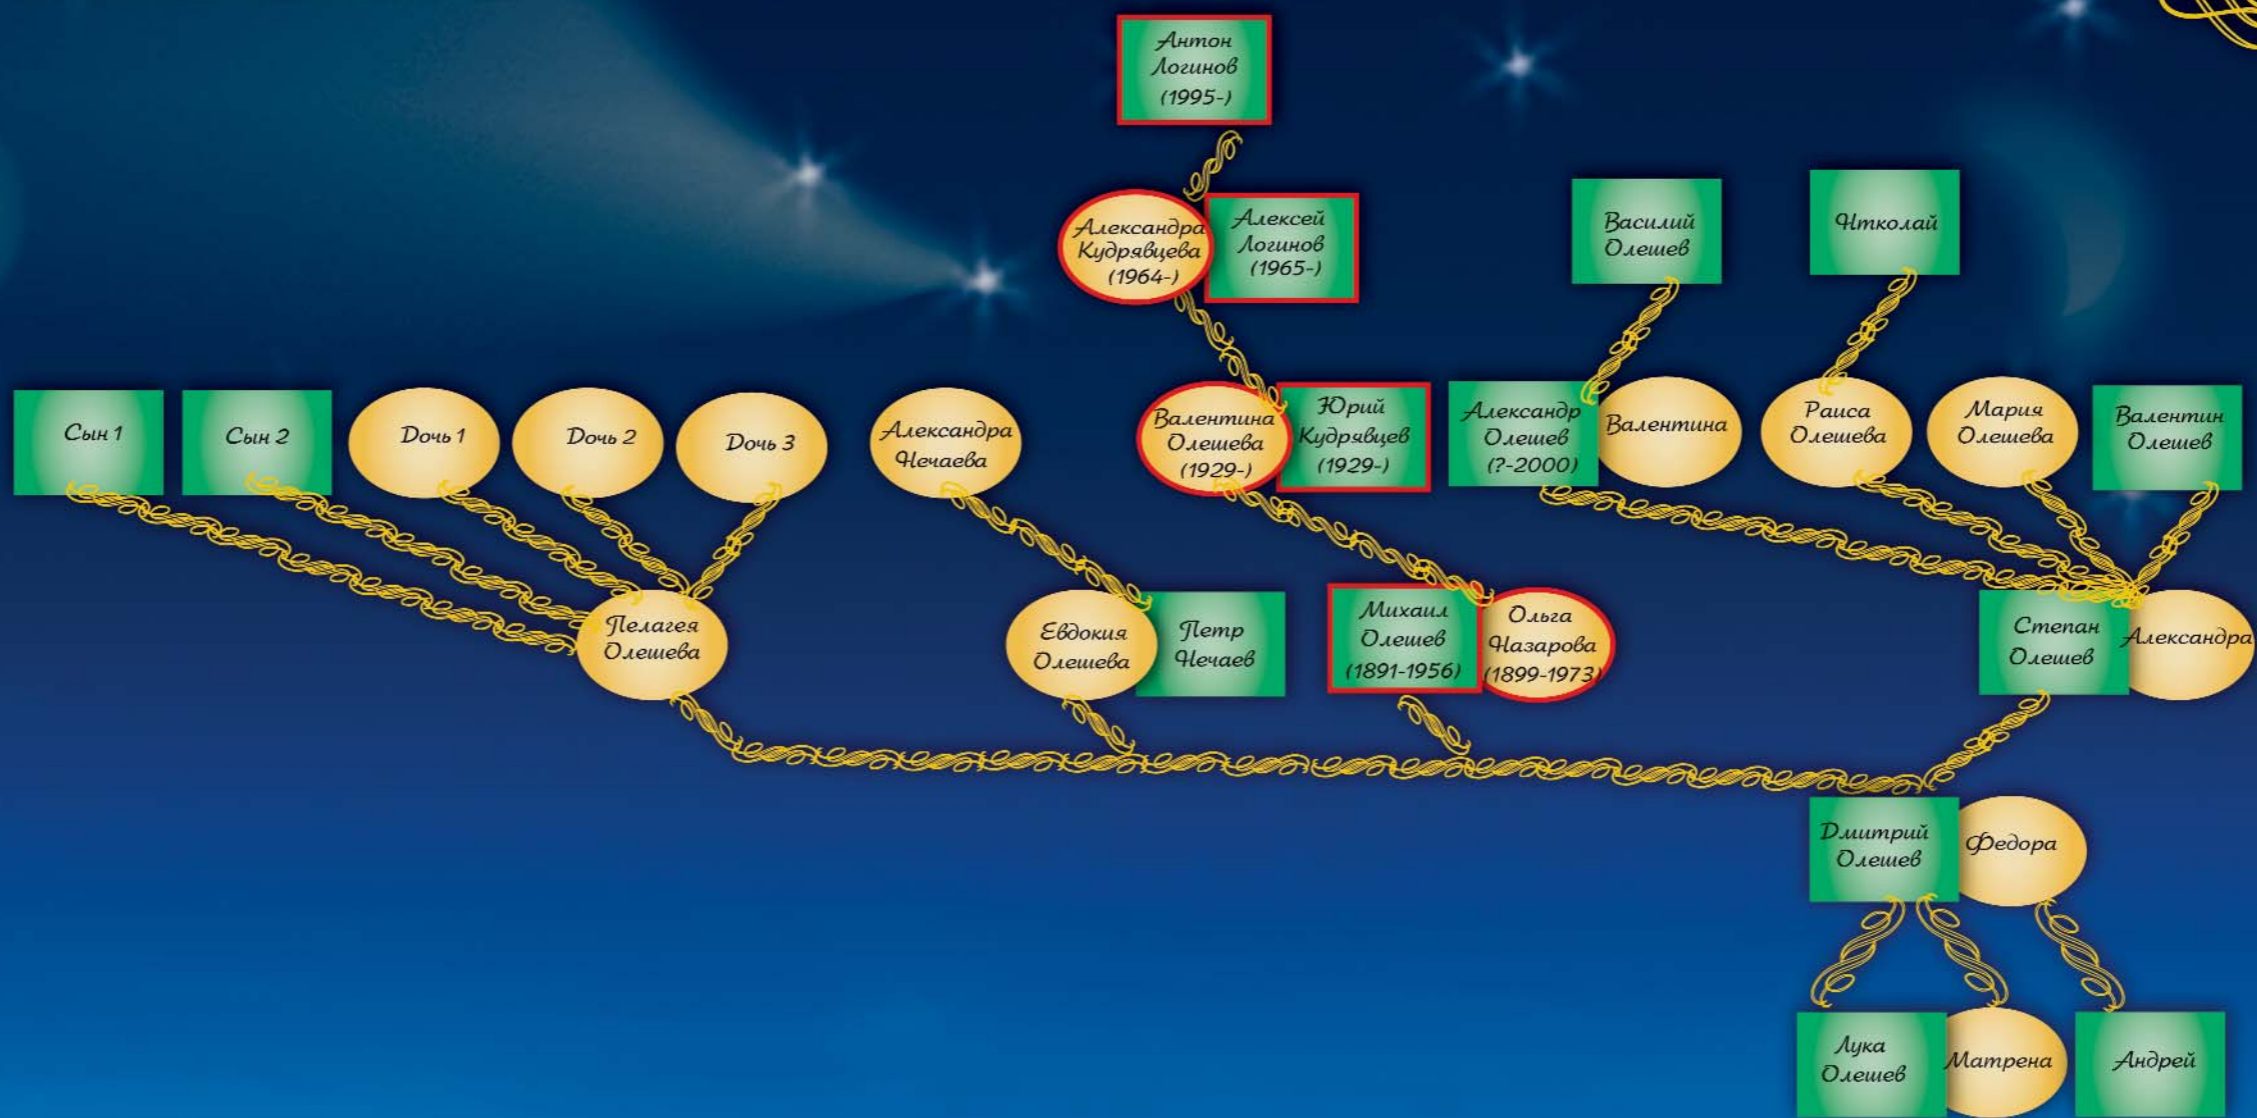 Антон
Логинов
(1995-)
Александра
Кудрявцева
(1964-)
Алексей
Логинов
(1965-)
Василий
Олешев
Нтколай
Сын 1
Сын 2
Дочь 1
Дочь 2
Дочь 3
Александра
Нечаева
Валентина
Олешева
(1929-)
Юрий
Кудрявцев
(1929-)
Александр
Олешев
(?-2000)
Валентина
Раиса
Олешева
Мария
Олешева
Валентин
Олешев
Пелагея
Олешева
Евдокия
Олешева
Петр
Нечаев
Михаил
Олешев
(1891-1956)
Ольга
Назарова
(1899-1973)
Степан
Олешев
Александра
Дмитрий
Олешев
Федора
Лука
Олешев
Матрена
Андрей